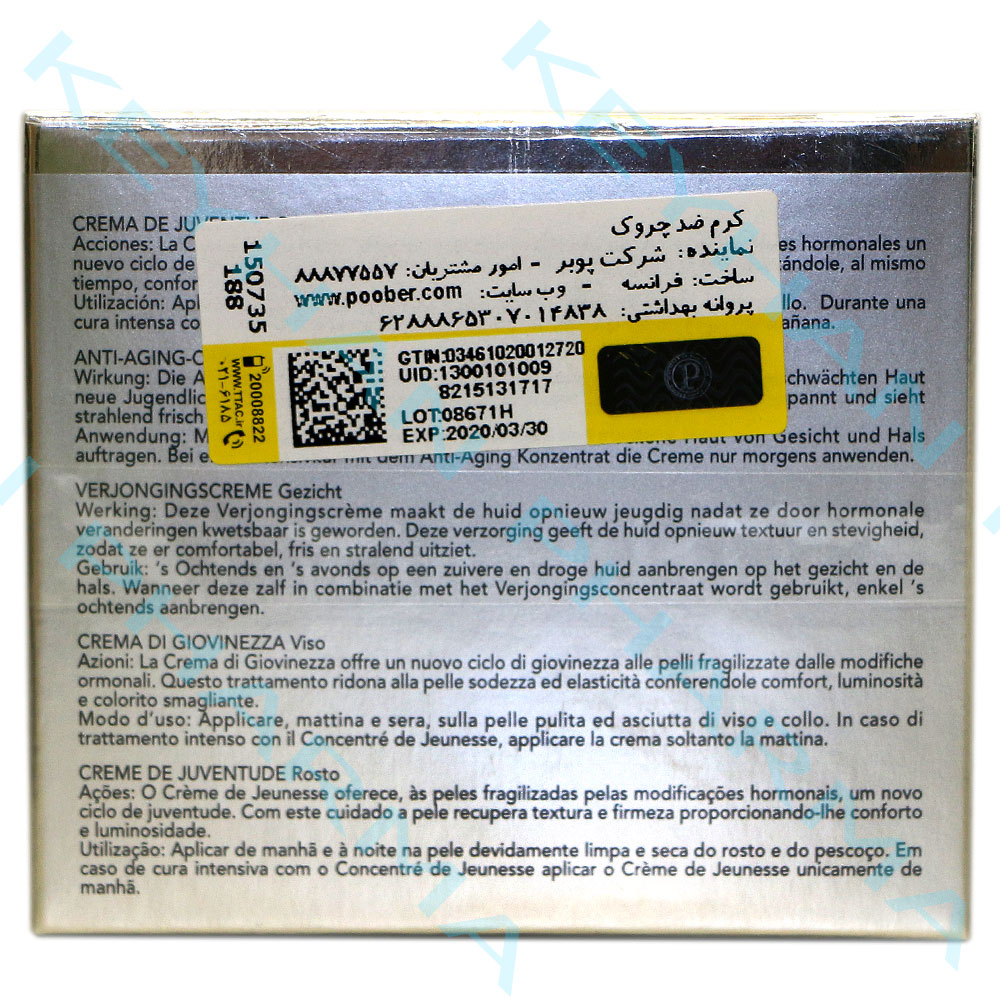 CREMA DE
Acciones: La C
es hormonales un
nuevo ciclo de
ándole, al mismo
tiempo, confor
Utilización: Apl
llo. Durante una
cura intensa co
añana.
كرم ضد چروک
نماینده: شرکت پوبر - امور مشتریان: ۸۸۸۷۷۵۵۷
ساخت: فرانسه - وب سایت: www.poober.com
پروانه بهداشتی: ۶۲۸۸۸۶۵۳۰۷۰۱۴۸۳۸
150735
188
GTIN:03461020012720
UID:1300101009
8215131717
LOT:08671H
EXP:2020/03/30
20008822
www.TTAC.ir
۰۲۱-۶۱۸۵
P
ANTI-AGING-C
Wirkung: Die A
schwächten Haut
neue Jugendlic
pannt und sieht
strahlend frisch
Anwendung: M
Haut von Gesicht und Hals
auftragen. Bei e
mit dem Anti-Aging Konzentrat die Creme nur morgens anwenden.
VERJONGINGSCREME Gezicht
Werking: Deze Verjongingscrème maakt de huid opnieuw jeugdig nadat ze door hormonale
veranderingen kwetsbaar is geworden. Deze verzorging geeft de huid opnieuw textuur en stevigheid,
zodat ze er comfortabel, fris en stralend uitziet.
Gebruik: 's Ochtends en 's avonds op een zuivere en droge huid aanbrengen op het gezicht en de
hals. Wanneer deze zalf in combinatie met het Verjongingsconcentraat wordt gebruikt, enkel 's
ochtends aanbrengen.
CREMA DI GIOVINEZZA Viso
Azioni: La Crema di Giovinezza offre un nuovo ciclo di giovinezza alle pelli fragilizzate dalle modifiche
ormonali. Questo trattamento ridona alla pelle sodezza ed elasticità conferendole comfort, luminosità
e colorito smagliante.
Modo d'uso: Applicare, mattina e sera, sulla pelle pulita ed asciutta di viso e collo. In caso di
trattamento intenso con il Concentré de Jeunesse, applicare la crema soltanto la mattina.
CREME DE JUVENTUDE Rosto
Ações: O Crème de Jeunesse oferece, às peles fragilizadas pelas modificações hormonais, um novo
ciclo de juventude. Com este cuidado a pele recupera textura e firmeza proporcionando-lhe conforto
e luminosidade.
Utilização: Aplicar de manhã e à noite na pele devidamente limpa e seca do rosto e do pescoço. Em
caso de cura intensiva com o Concentré de Jeunesse aplicar o Crème de Jeunesse unicamente de
manhã.
KEYHAN PHARMA